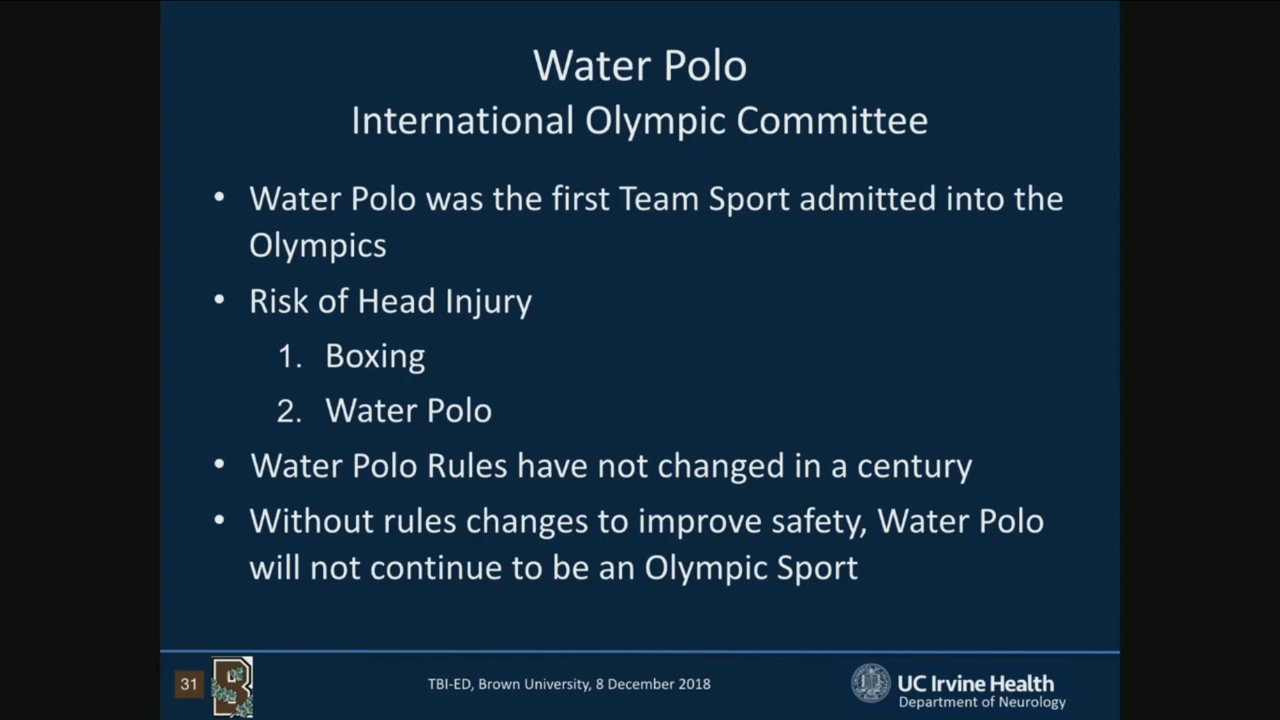 Water Polo
International Olympic Committee
• Water Polo was the first Team Sport admitted into the
Olympics
• Risk of Head Injury
1. Boxing
2. Water Polo
• Water Polo Rules have not changed in a century
• Without rules changes to improve safety, Water Polo
will not continue to be an Olympic Sport
31
B
TBI-ED, Brown University, 8 December 2018
UC Irvine Health
Department of Neurology